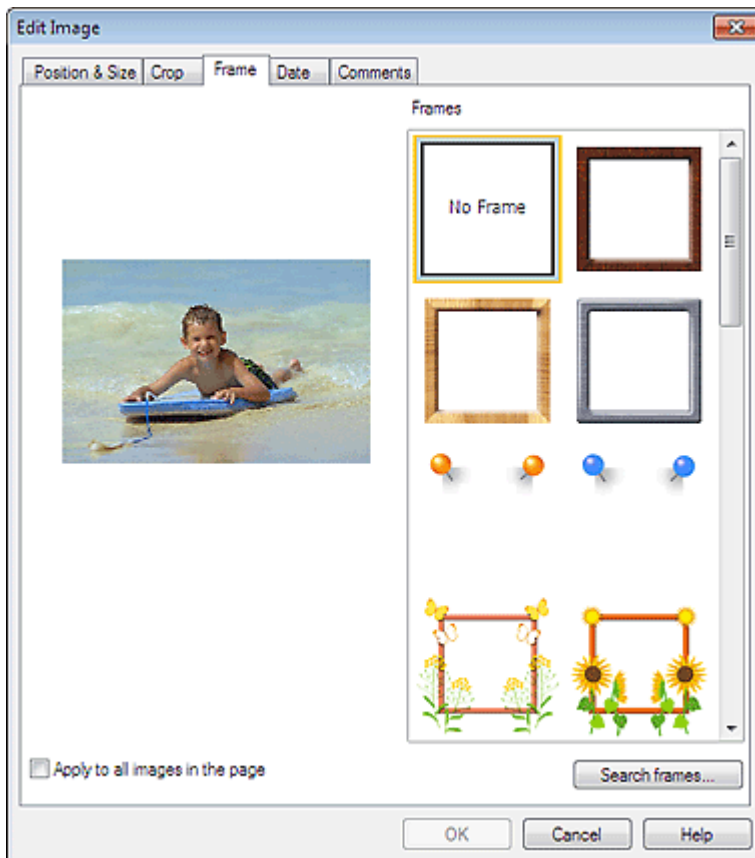 Edit Image
Position & Size Crop Frame Date Comments
Frames
No Frame
Apply to all images in the page
Search frames...
OK Cancel Help